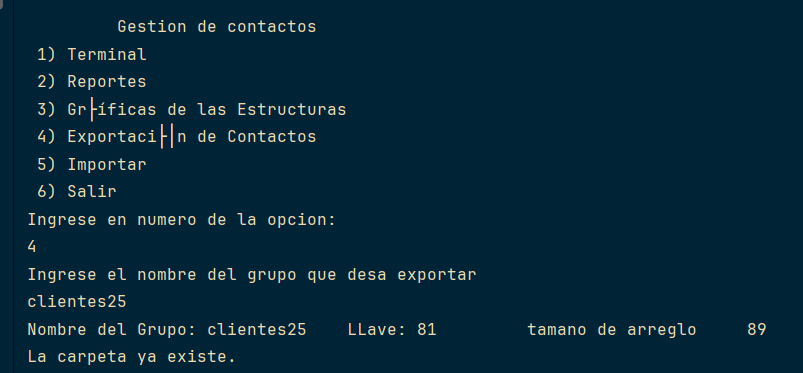 Gestion de contactos
1) Terminal
2) Reportes
3) Gr├íficas de las Estructuras
4) Exportaci├│n de Contactos
5) Importar
6) Salir
Ingrese en numero de la opcion:
4
Ingrese el nombre del grupo que desa exportar
clientes25
Nombre del Grupo: clientes25    LLave: 81         tamano de arreglo     89
La carpeta ya existe.